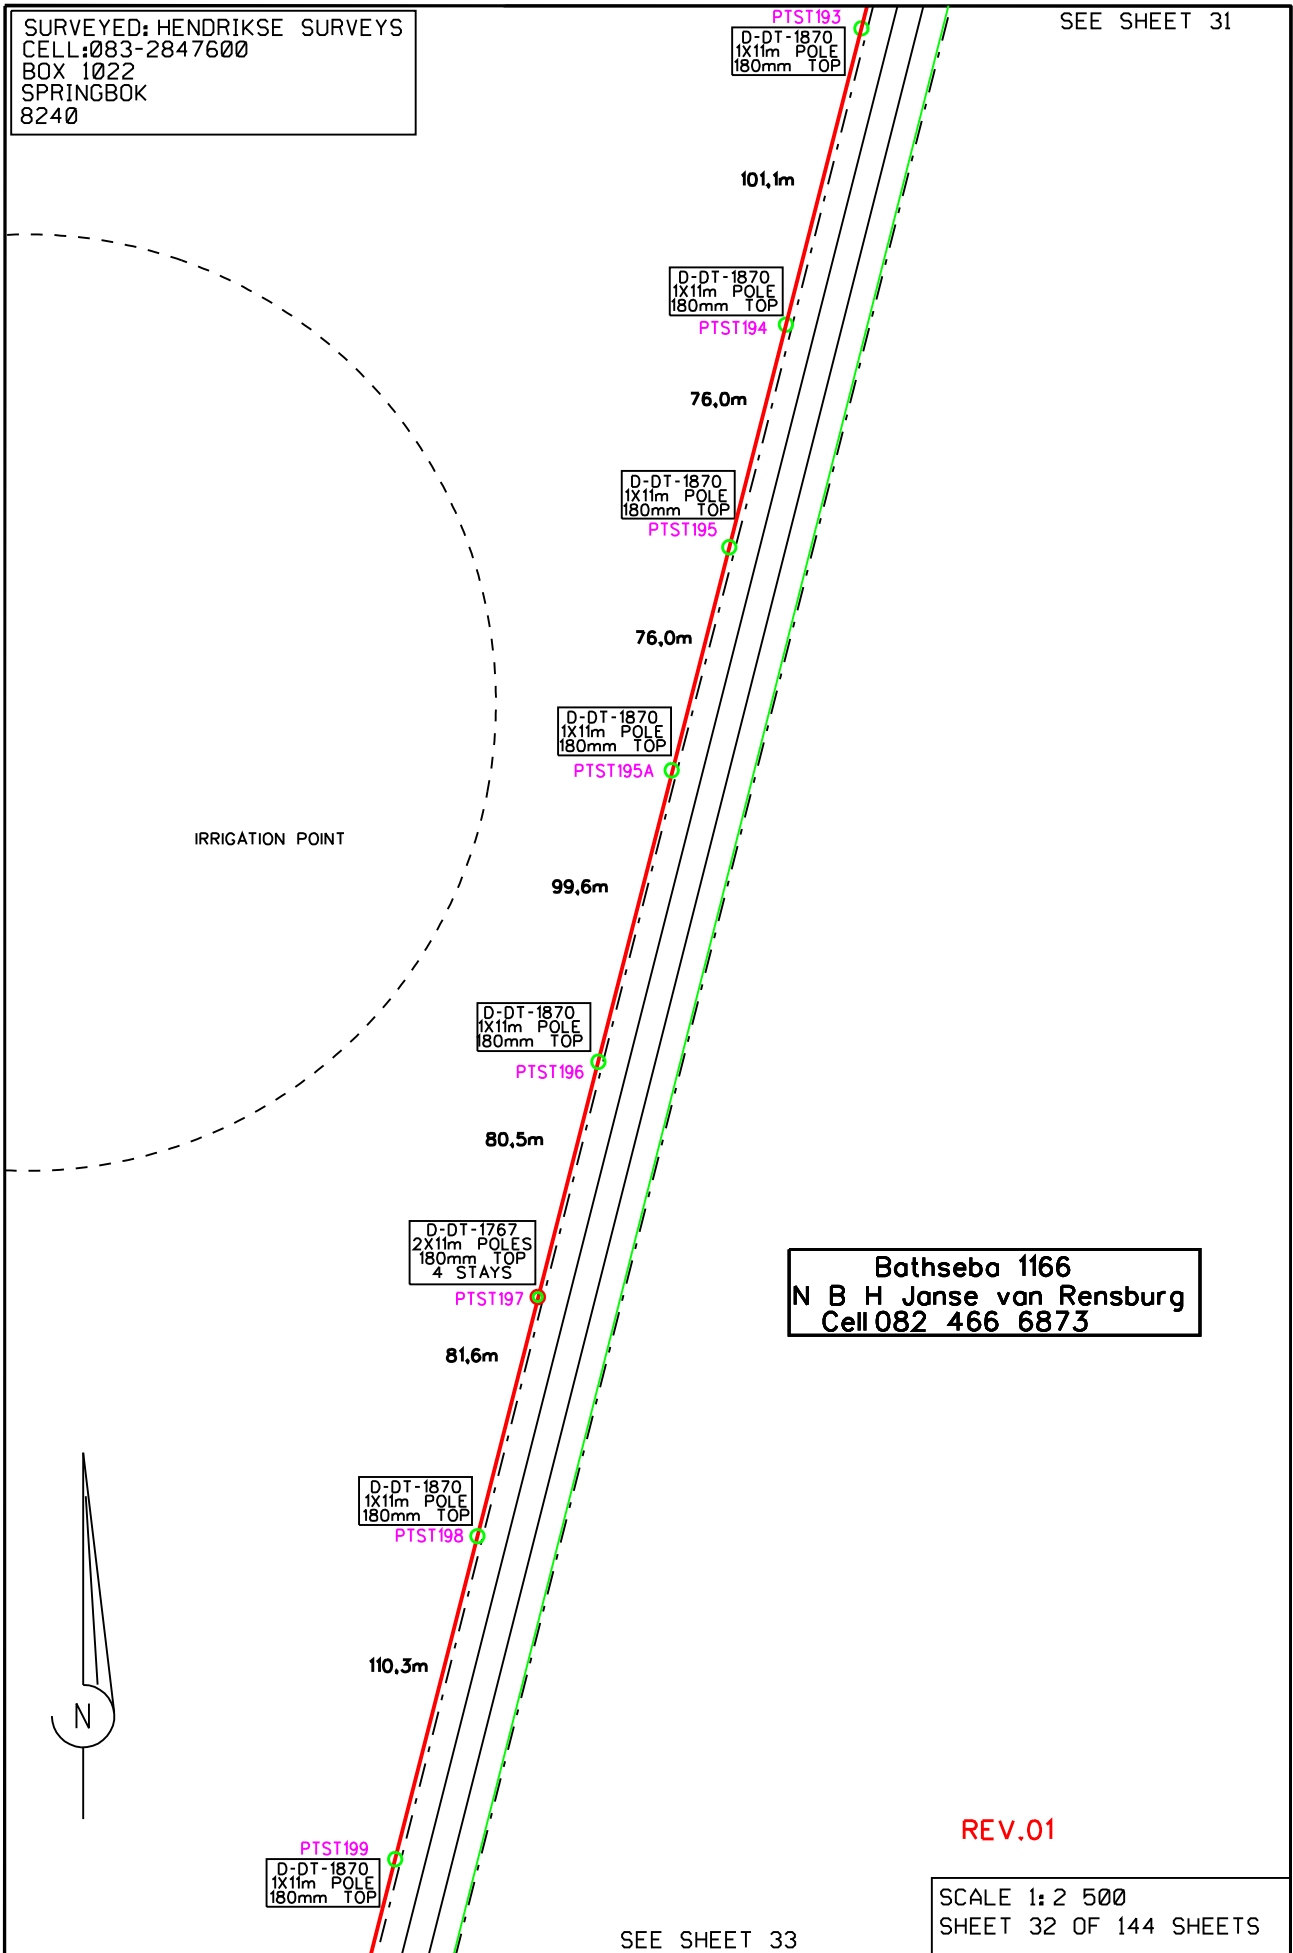 SURVEYED: HENDRIKSE SURVEYS
CELL:083-2847600
BOX 1022
SPRINGBOK
8240
SEE SHEET 31
PTST193
D-DT-1870
1X11m POLE
180mm TOP
101,1m
D-DT-1870
1X11m POLE
180mm TOP
PTST194
76,0m
D-DT-1870
1X11m POLE
180mm TOP
PTST195
76,0m
D-DT-1870
1X11m POLE
180mm TOP
PTST195A
IRRIGATION POINT
99,6m
D-DT-1870
1X11m POLE
180mm TOP
PTST196
80,5m
D-DT-1767
2X11m POLES
180mm TOP
4 STAYS
PTST197
Bathseba 1166
N B H Janse van Rensburg
Cell 082 466 6873
81,6m
D-DT-1870
1X11m POLE
180mm TOP
PTST198
110,3m
N
PTST199
D-DT-1870
1X11m POLE
180mm TOP
REV.01
SCALE 1:2 500
SHEET 32 OF 144 SHEETS
SEE SHEET 33